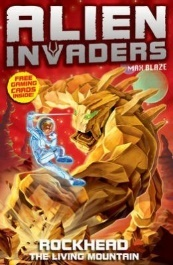 ALIEN
INVADERS
MAX BLAZE
FREE
GAMING
CARDS
INSIDE!
ROCKHEAD
THE LIVING MOUNTAIN